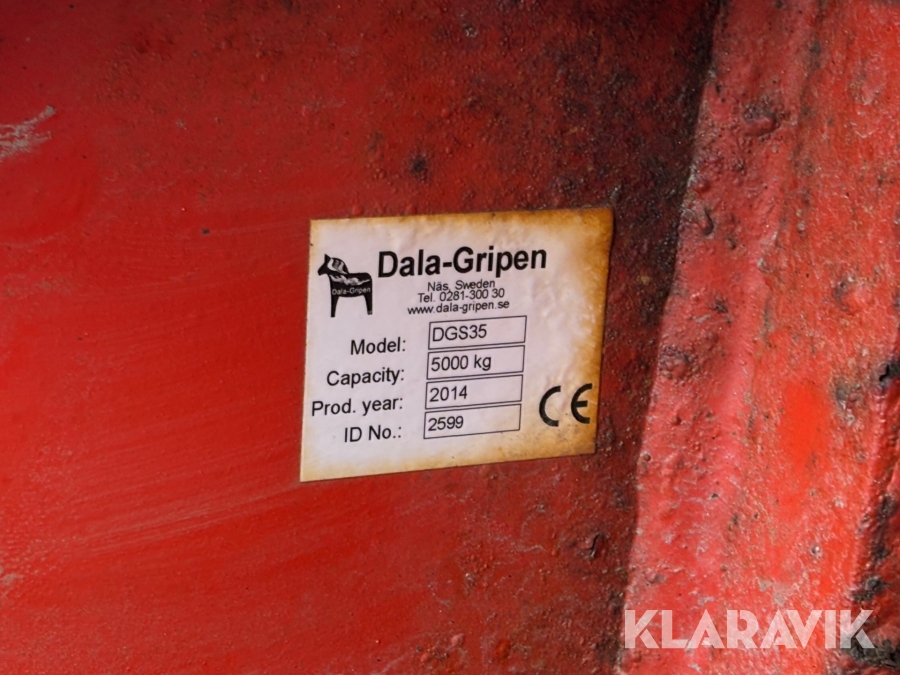 Dala-Gripen
Dala-Gripen
Näs, Sweden
Tel. 0281-300 30
www.dala-gripen.se
Model: DGS35
Capacity: 5000 kg
Prod. year: 2014
ID No.: 2599
CE
KLARAVIK